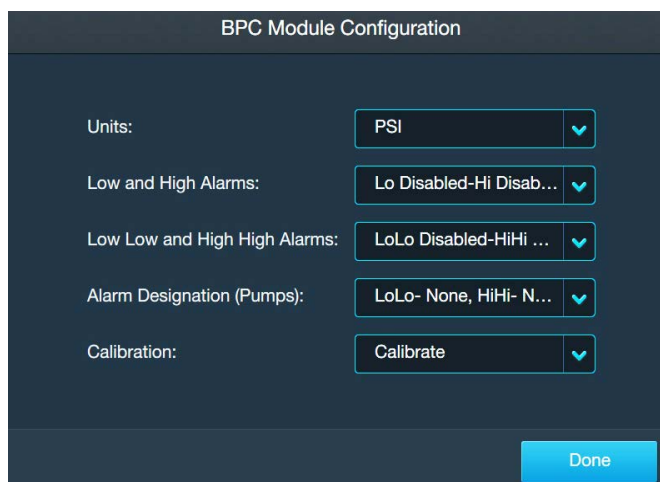 BPC Module Configuration
Units: PSI
Low and High Alarms: Lo Disabled-Hi Disab...
Low Low and High High Alarms: LoLo Disabled-HiHi ...
Alarm Designation (Pumps): LoLo- None, HiHi- N...
Calibration: Calibrate
Done